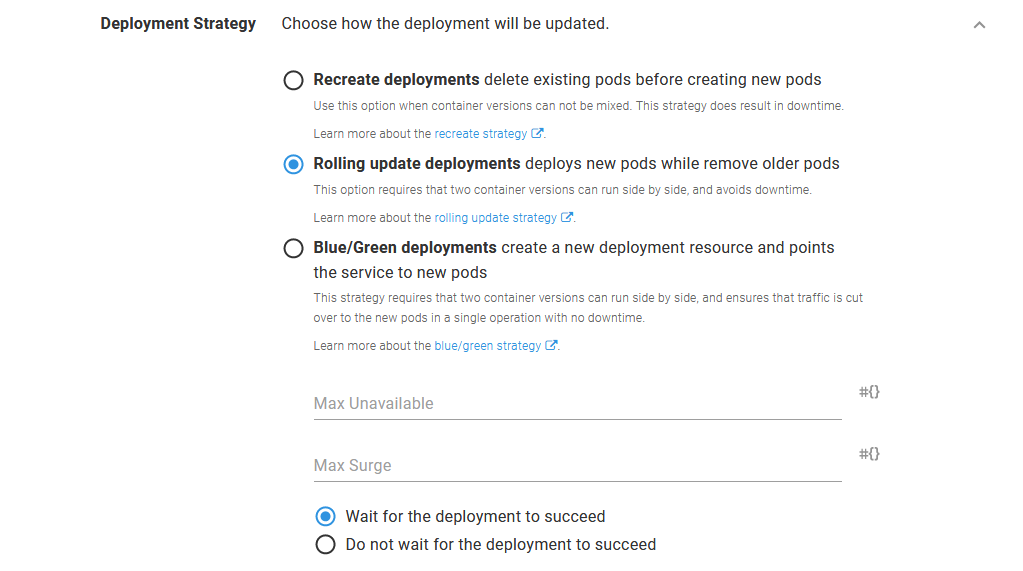 Deployment Strategy Choose how the deployment will be updated.
Recreate deployments delete existing pods before creating new pods
Use this option when container versions can not be mixed. This strategy does result in downtime.
Learn more about the recreate strategy.
Rolling update deployments deploys new pods while remove older pods
This option requires that two container versions can run side by side, and avoids downtime.
Learn more about the rolling update strategy.
Blue/Green deployments create a new deployment resource and points
the service to new pods
This strategy requires that two container versions can run side by side, and ensures that traffic is cut
over to the new pods in a single operation with no downtime.
Learn more about the blue/green strategy.
Max Unavailable #{}
Max Surge #{}
Wait for the deployment to succeed
Do not wait for the deployment to succeed